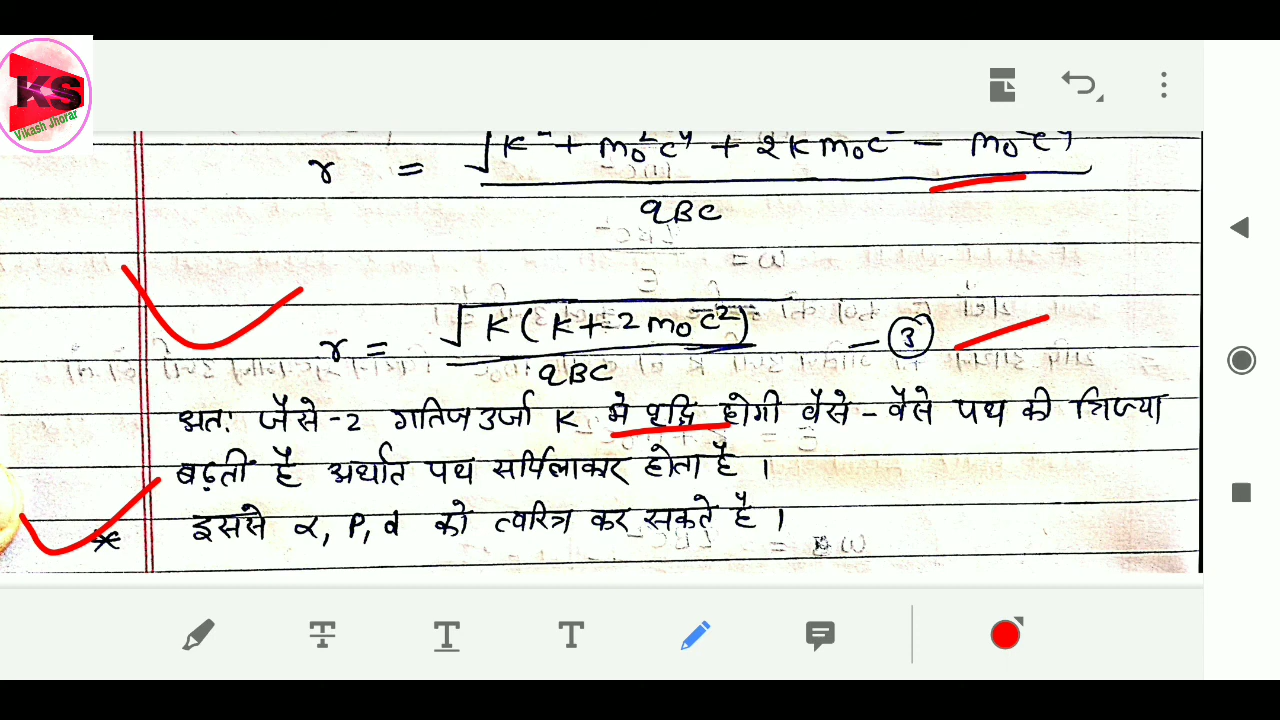 KS
Vikash Jhorar
r = √K² + m₀²c⁴ + 2Km₀c² − m₀²c⁴
qBC
r = √K(K+2m₀c²) — ③
qBC
अतः जैसे-2 गतिज उर्जा K मे वृद्धि होगी वैसे-वैसे पथ की त्रिज्या
बढ़ती है अर्थात पथ सर्पिलाकार होता है ।
* इससे α, P, d को त्वरित्र कर सकते है ।